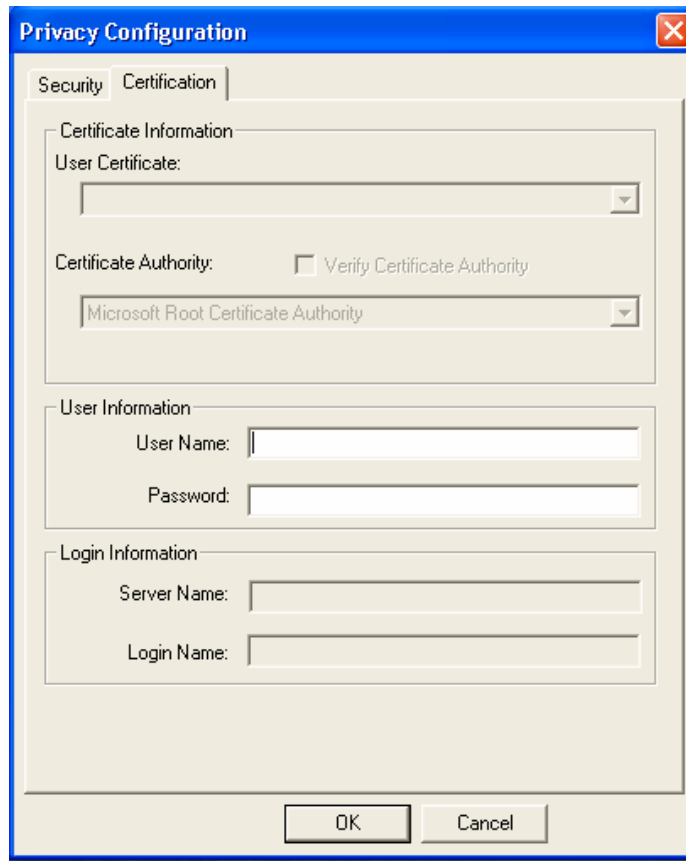 Privacy Configuration
Security
Certification
Certificate Information
User Certificate:
Certificate Authority:
Verify Certificate Authority
Microsoft Root Certificate Authority
User Information
User Name:
Password:
Login Information
Server Name:
Login Name:
OK
Cancel